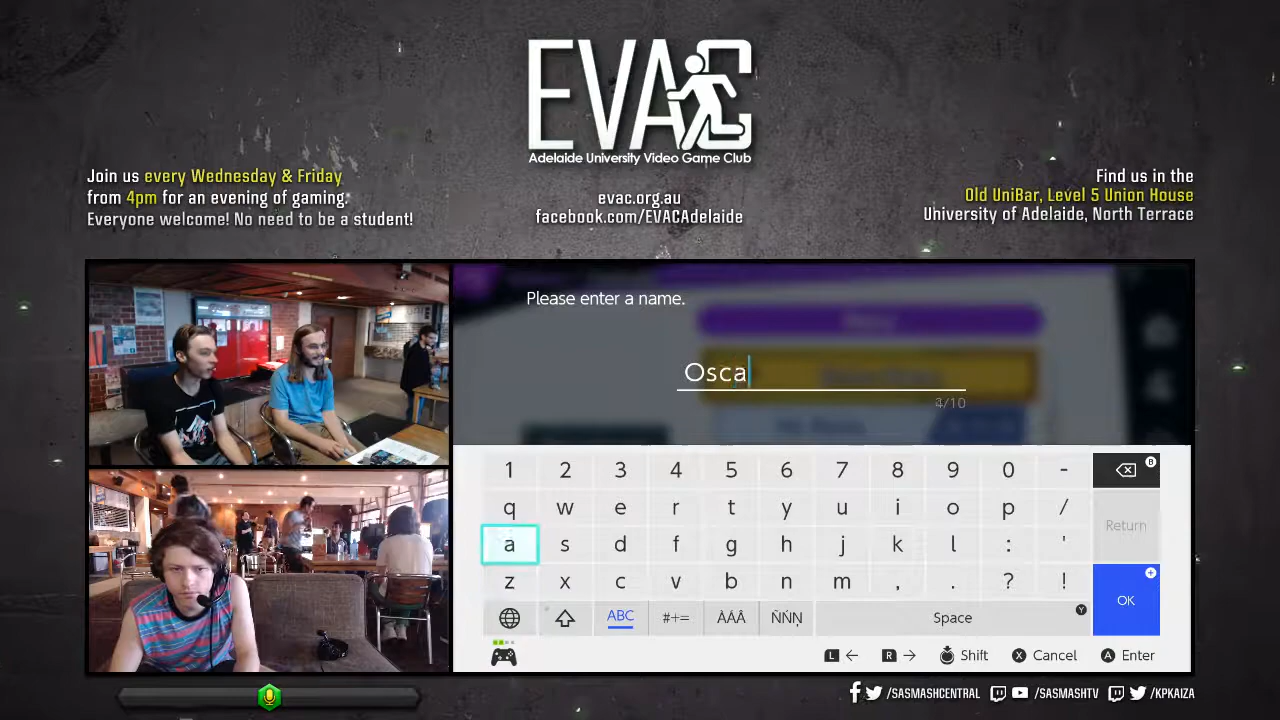 EVAC
Adelaide University Video Game Club
Join us every Wednesday & Friday
from 4pm for an evening of gaming.
Everyone welcome! No need to be a student!
evac.org.au
facebook.com/EVACAdelaide
Find us in the
Old UniBar, Level 5 Union House
University of Adelaide, North Terrace
Please enter a name.
Osca
4/10
1 2 3 4 5 6 7 8 9 0 -
q w e r t y u i o p /
Return
a s d f g h j k l : '
z x c v b n m , . ? !
OK
ABC #+= ÀÁÂ ÑŃŅ Space Y
L ← R → Shift X Cancel A Enter
/SASMASHCENTRAL /SASMASHTV /KPKAIZA